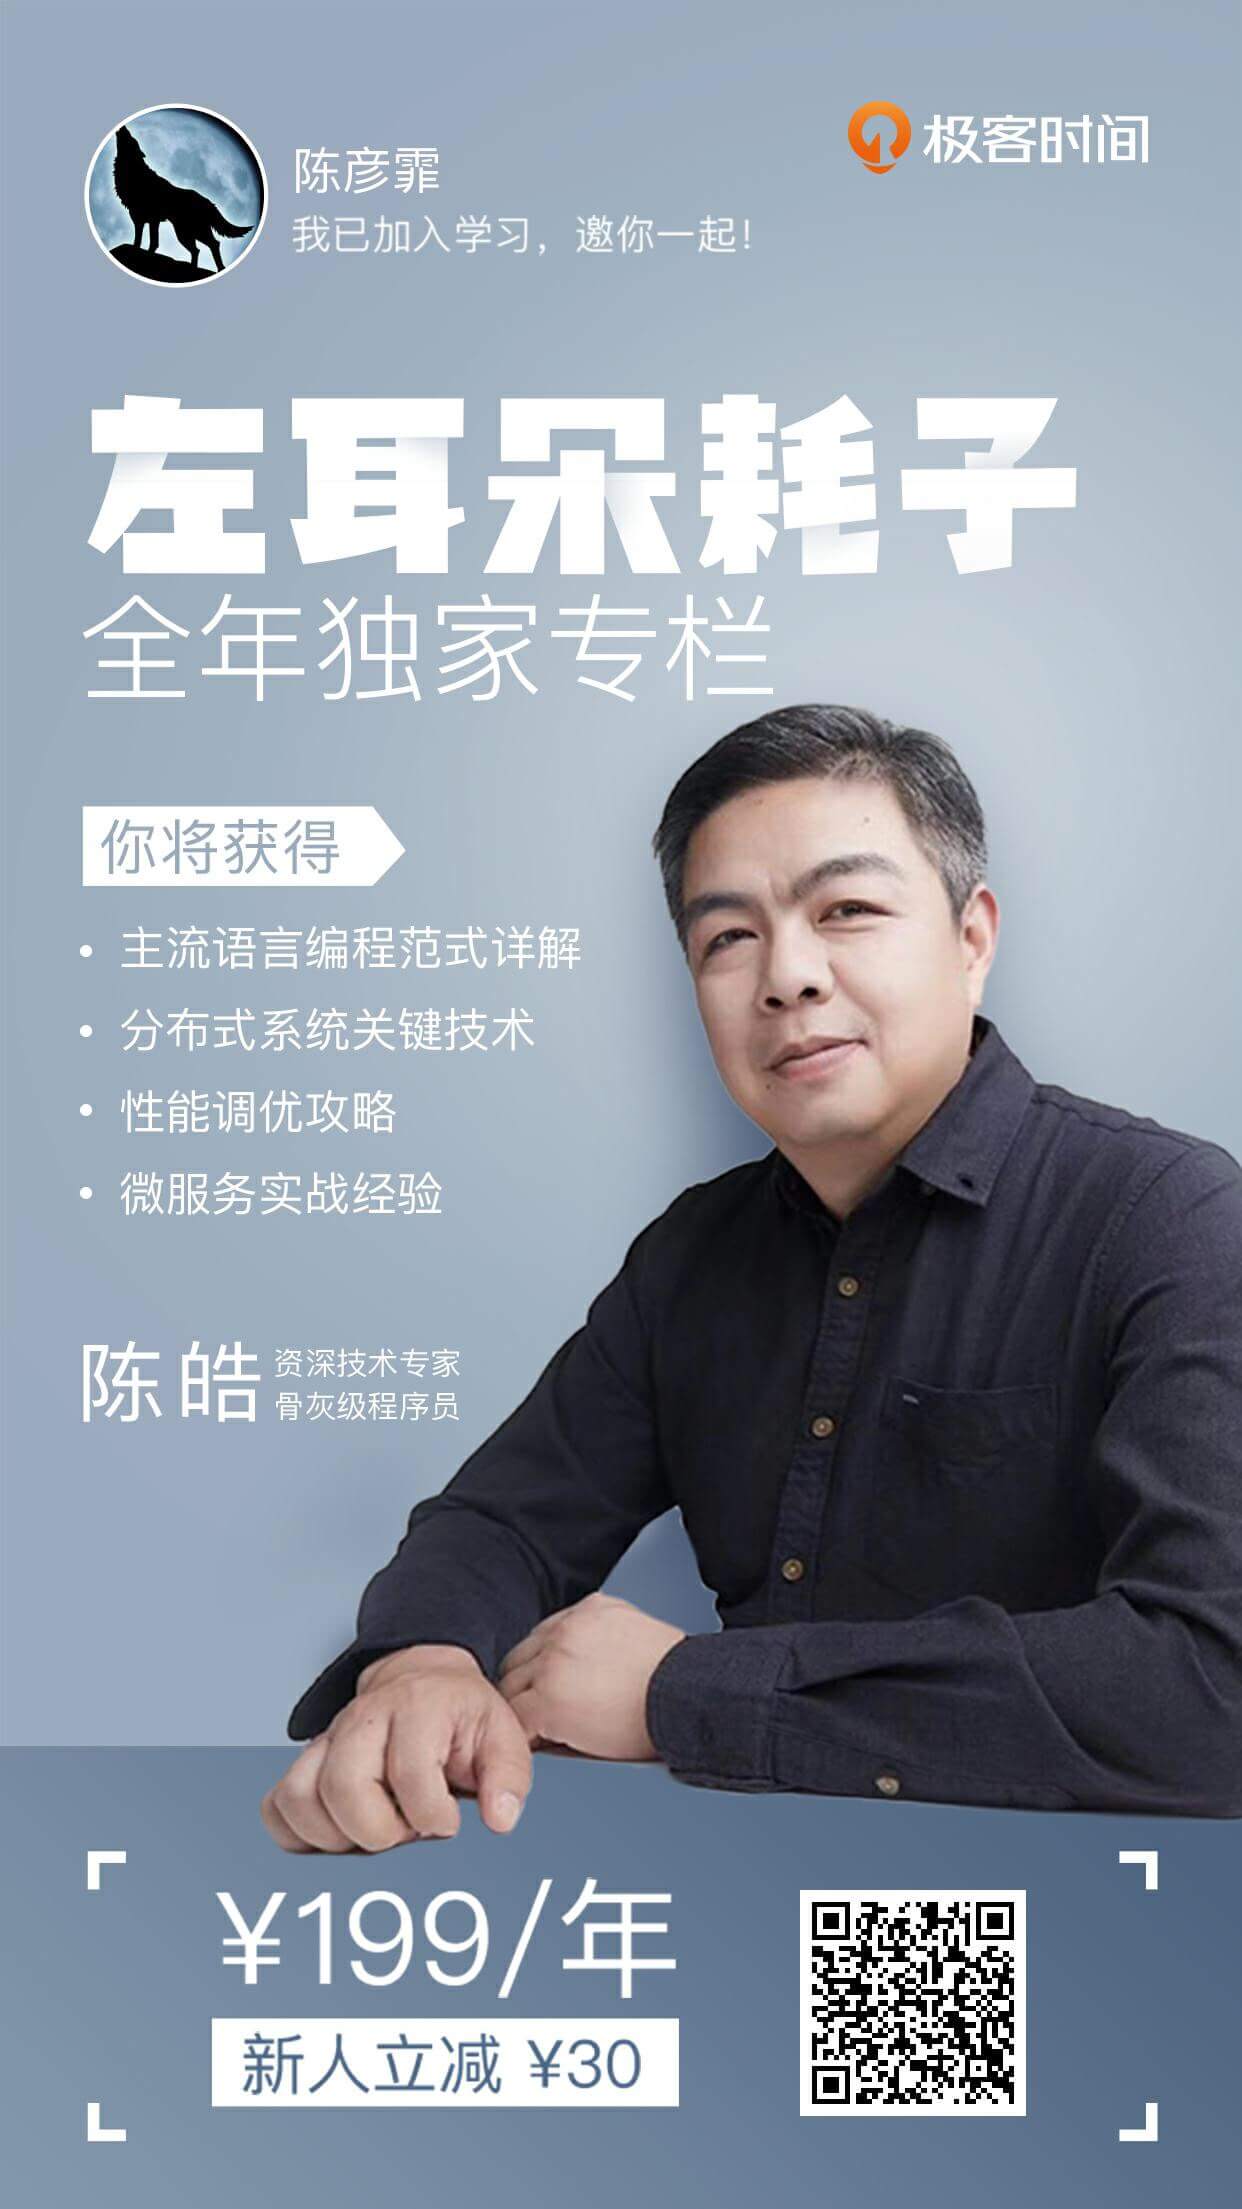 极客时间
陈彦霏
我已加入学习，邀你一起！
左耳朵耗子
全年独家专栏
你将获得
• 主流语言编程范式详解
• 分布式系统关键技术
• 性能调优攻略
• 微服务实战经验
陈皓
资深技术专家
骨灰级程序员
¥199/年
新人立减 ¥30